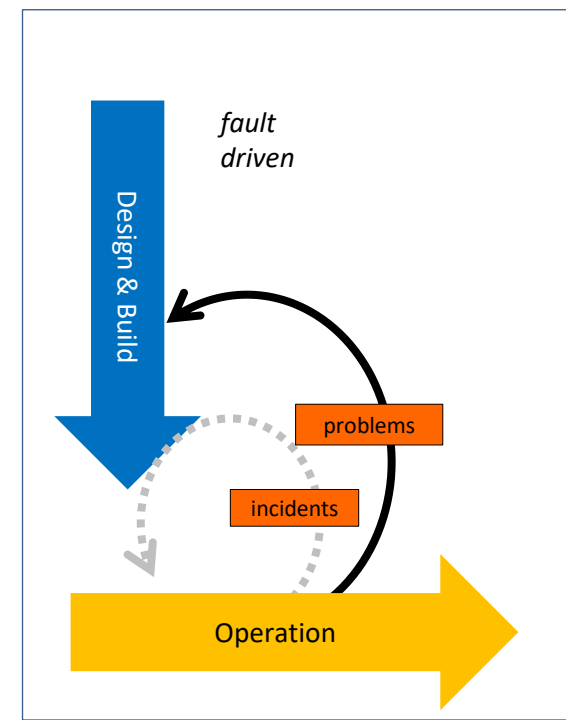 fault
driven
Design & Build
problems
incidents
Operation